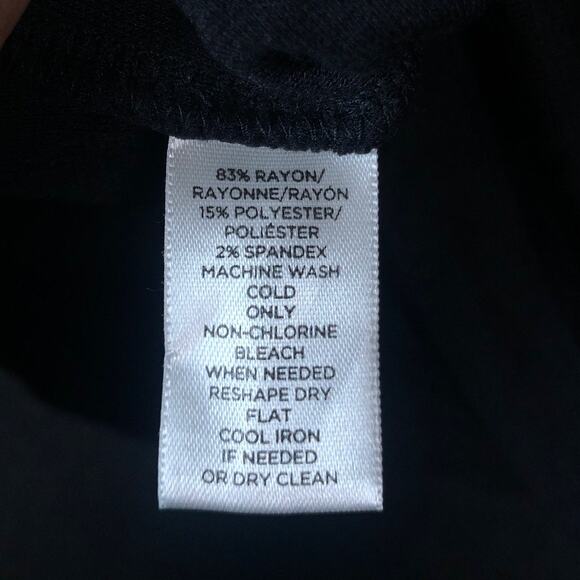 83% RAYON/
RAYONNE/RAYÓN
15% POLYESTER/
POLIÉSTER
2% SPANDEX
MACHINE WASH
COLD
ONLY
NON-CHLORINE
BLEACH
WHEN NEEDED
RESHAPE DRY
FLAT
COOL IRON
IF NEEDED
OR DRY CLEAN